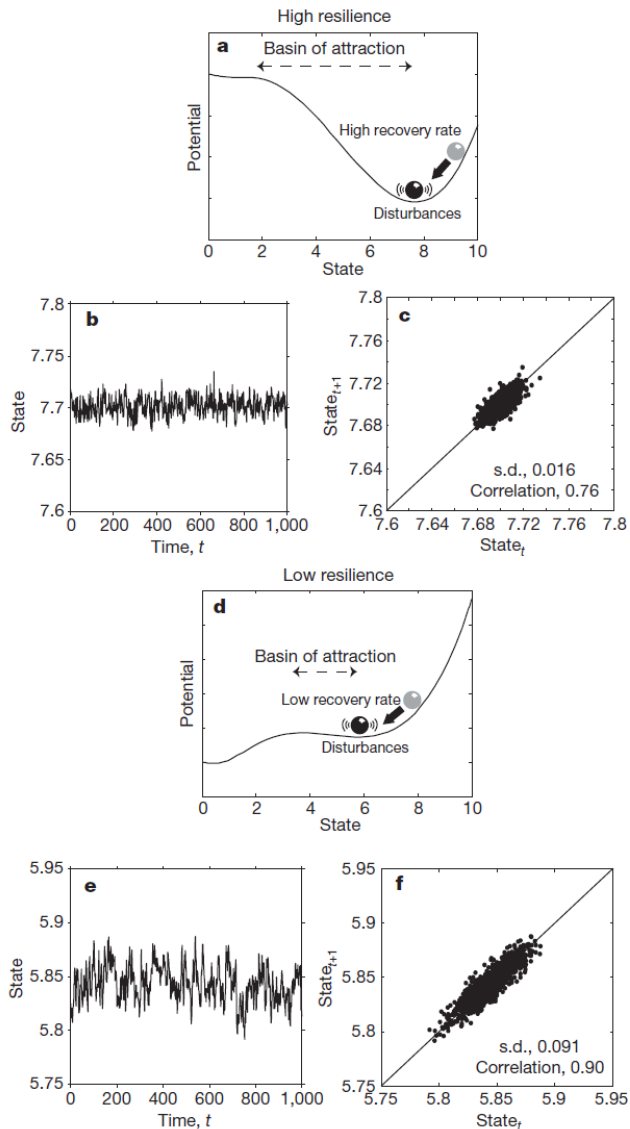 High resilience
a
Basin of attraction
High recovery rate
Disturbances
Potential
0 2 4 6 8 10
State
b
7.8
7.75
7.7
7.65
7.6
State
0 200 400 600 800 1,000
Time, t
c
7.8
7.76
7.72
7.68
7.64
7.6
State t+1
s.d., 0.016
Correlation, 0.76
7.6 7.64 7.68 7.72 7.76 7.8
State t
Low resilience
d
Basin of attraction
Low recovery rate
Disturbances
Potential
0 2 4 6 8 10
State
e
5.95
5.9
5.85
5.8
5.75
State
0 200 400 600 800 1,000
Time, t
f
5.95
5.9
5.85
5.8
5.75
State t+1
s.d., 0.091
Correlation, 0.90
5.75 5.8 5.85 5.9 5.95
State t